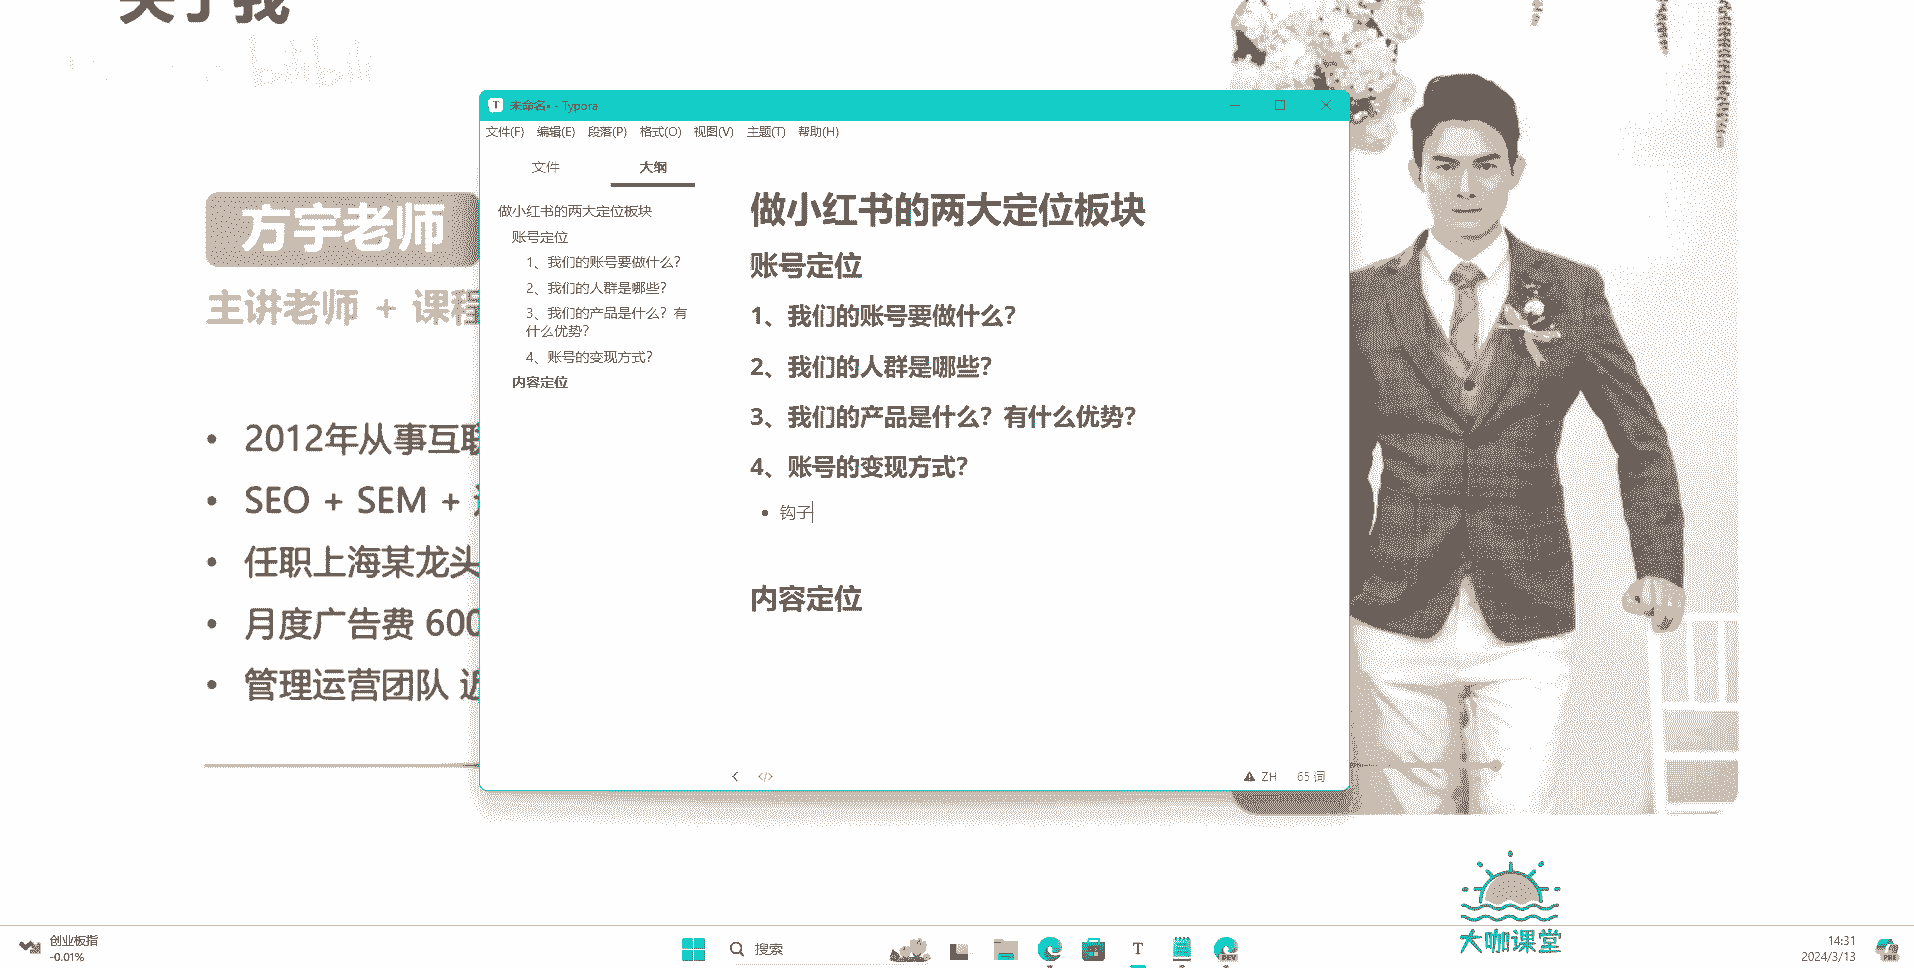 关于我
bilibili
方宇老师
主讲老师 + 课程
• 2012年从事互联
• SEO + SEM +
• 任职上海某龙头
• 月度广告费 600
• 管理运营团队 近
未命名• - Typora
文件(F) 编辑(E) 段落(P) 格式(O) 视图(V) 主题(T) 帮助(H)
文件 大纲
做小红书的两大定位板块
账号定位
1、我们的账号要做什么?
2、我们的人群是哪些?
3、我们的产品是什么? 有
什么优势?
4、账号的变现方式?
内容定位
做小红书的两大定位板块
账号定位
1、我们的账号要做什么?
2、我们的人群是哪些?
3、我们的产品是什么? 有什么优势?
4、账号的变现方式?
• 钩子
内容定位
</> ZH 65 词
大咖课堂
创业板指
-0.01%
搜索
T
DEV
14:31
2024/3/13
PRE